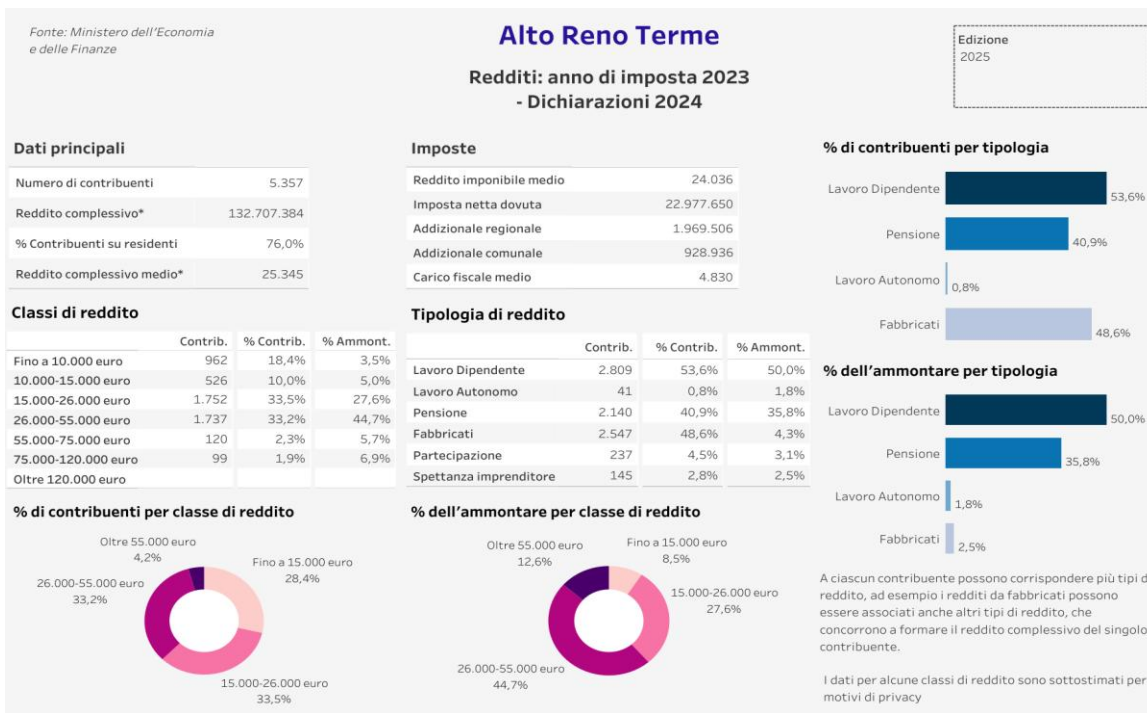 Fonte: Ministero dell'Economia
e delle Finanze
Alto Reno Terme
Redditi: anno di imposta 2023
- Dichiarazioni 2024
Edizione
2025
Dati principali
Numero di contribuenti 5.357
Reddito complessivo* 132.707.384
% Contribuenti su residenti 76,0%
Reddito complessivo medio* 25.345
Imposte
Reddito imponibile medio 24.036
Imposta netta dovuta 22.977.650
Addizionale regionale 1.969.506
Addizionale comunale 928.936
Carico fiscale medio 4.830
Classi di reddito
Contrib. % Contrib. % Ammont.
Fino a 10.000 euro 962 18,4% 3,5%
10.000-15.000 euro 526 10,0% 5,0%
15.000-26.000 euro 1.752 33,5% 27,6%
26.000-55.000 euro 1.737 33,2% 44,7%
55.000-75.000 euro 120 2,3% 5,7%
75.000-120.000 euro 99 1,9% 6,9%
Oltre 120.000 euro
Tipologia di reddito
Contrib. % Contrib. % Ammont.
Lavoro Dipendente 2.809 53,6% 50,0%
Lavoro Autonomo 41 0,8% 1,8%
Pensione 2.140 40,9% 35,8%
Fabbricati 2.547 48,6% 4,3%
Partecipazione 237 4,5% 3,1%
Spettanza imprenditore 145 2,8% 2,5%
% di contribuenti per classe di reddito
Oltre 55.000 euro
4,2%
Fino a 15.000 euro
28,4%
26.000-55.000 euro
33,2%
15.000-26.000 euro
33,5%
% dell'ammontare per classe di reddito
Oltre 55.000 euro
12,6%
Fino a 15.000 euro
8,5%
15.000-26.000 euro
27,6%
26.000-55.000 euro
44,7%
% di contribuenti per tipologia
Lavoro Dipendente 53,6%
Pensione 40,9%
Lavoro Autonomo 0,8%
Fabbricati 48,6%
% dell'ammontare per tipologia
Lavoro Dipendente 50,0%
Pensione 35,8%
Lavoro Autonomo 1,8%
Fabbricati 2,5%
A ciascun contribuente possono corrispondere più tipi d
reddito, ad esempio i redditi da fabbricati possono
essere associati anche altri tipi di reddito, che
concorrono a formare il reddito complessivo del singolo
contribuente.
I dati per alcune classi di reddito sono sottostimati per
motivi di privacy